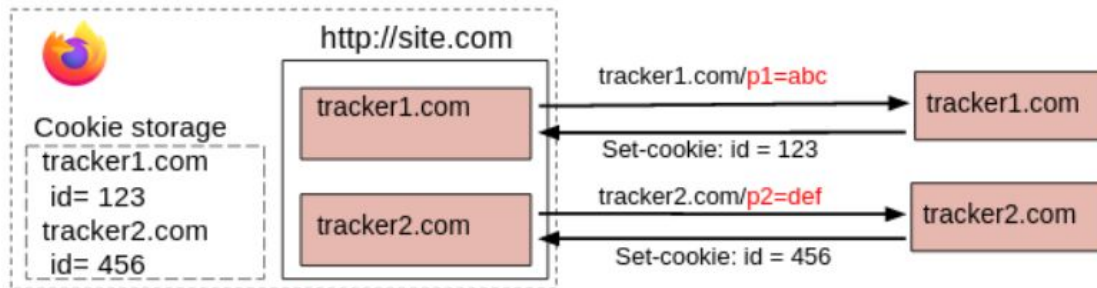 http://site.com
Cookie storage
tracker1.com
id= 123
tracker2.com
id= 456
tracker1.com
tracker2.com
tracker1.com/p1=abc
Set-cookie: id = 123
tracker2.com/p2=def
Set-cookie: id = 456
tracker1.com
tracker2.com